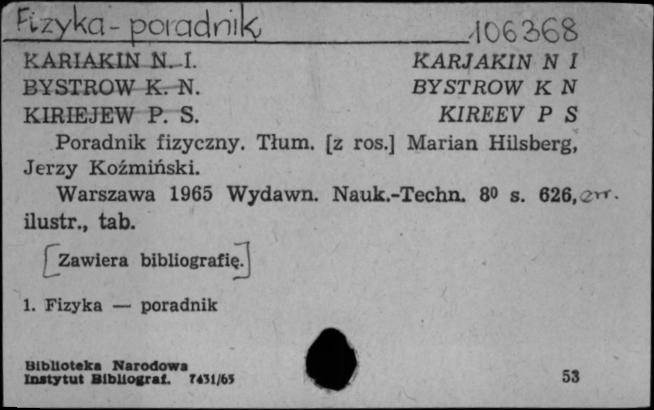 Fizyka - poradnik 106368
KARIAKIN N. I. KARJAKIN N I
BYSTROW K. N. BYSTROW K N
KIRIEJEW P. S. KIREEV P S
Poradnik fizyczny. Tłum. [z ros.] Marian Hilsberg,
Jerzy Koźmiński.
Warszawa 1965 Wydawn. Nauk.-Techn. 8⁰ s. 626, err.
ilustr., tab.
[Zawiera bibliografię.]
1. Fizyka — poradnik
Biblioteka Narodowa
Instytut Bibliograf. 7431/65 53